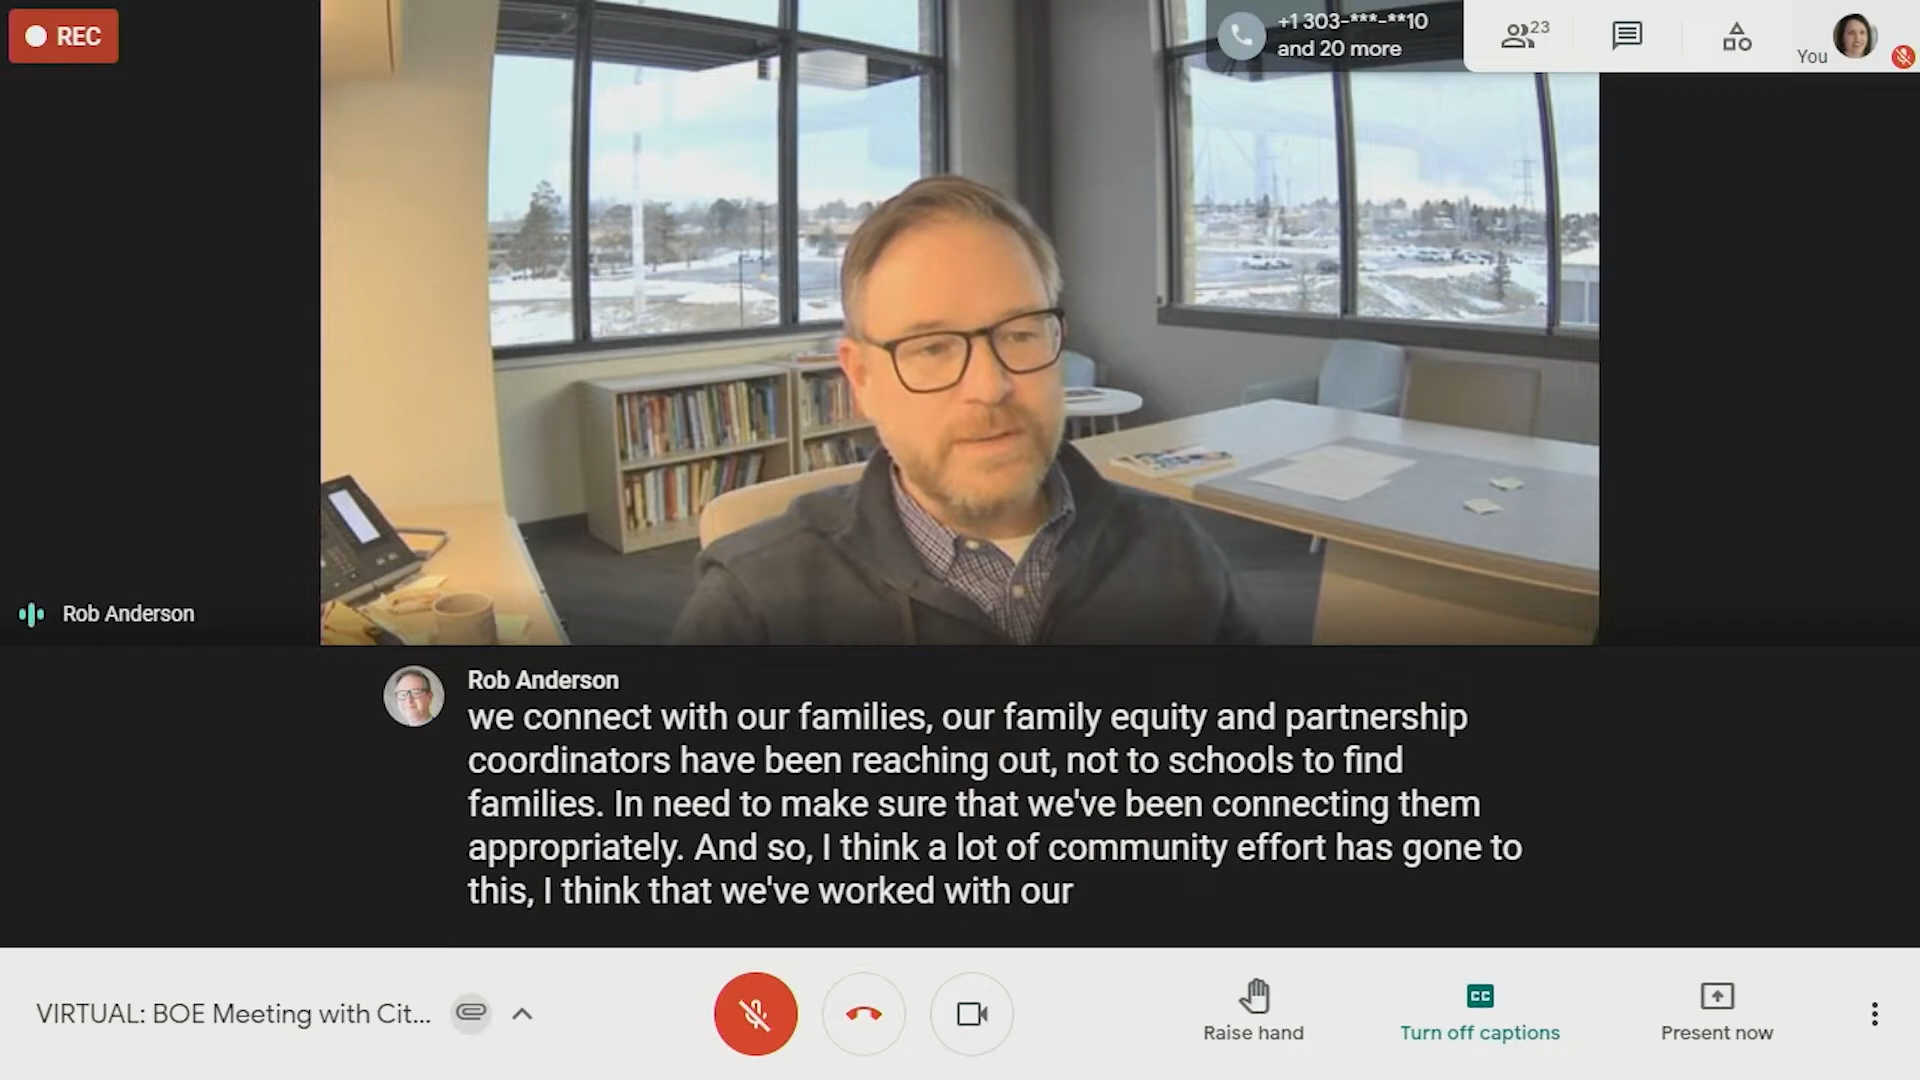 REC
+1 303-***-**10
and 20 more
23
You
Rob Anderson
Rob Anderson
we connect with our families, our family equity and partnership
coordinators have been reaching out, not to schools to find
families. In need to make sure that we've been connecting them
appropriately. And so, I think a lot of community effort has gone to
this, I think that we've worked with our
VIRTUAL: BOE Meeting with Cit...
Raise hand
CC
Turn off captions
Present now